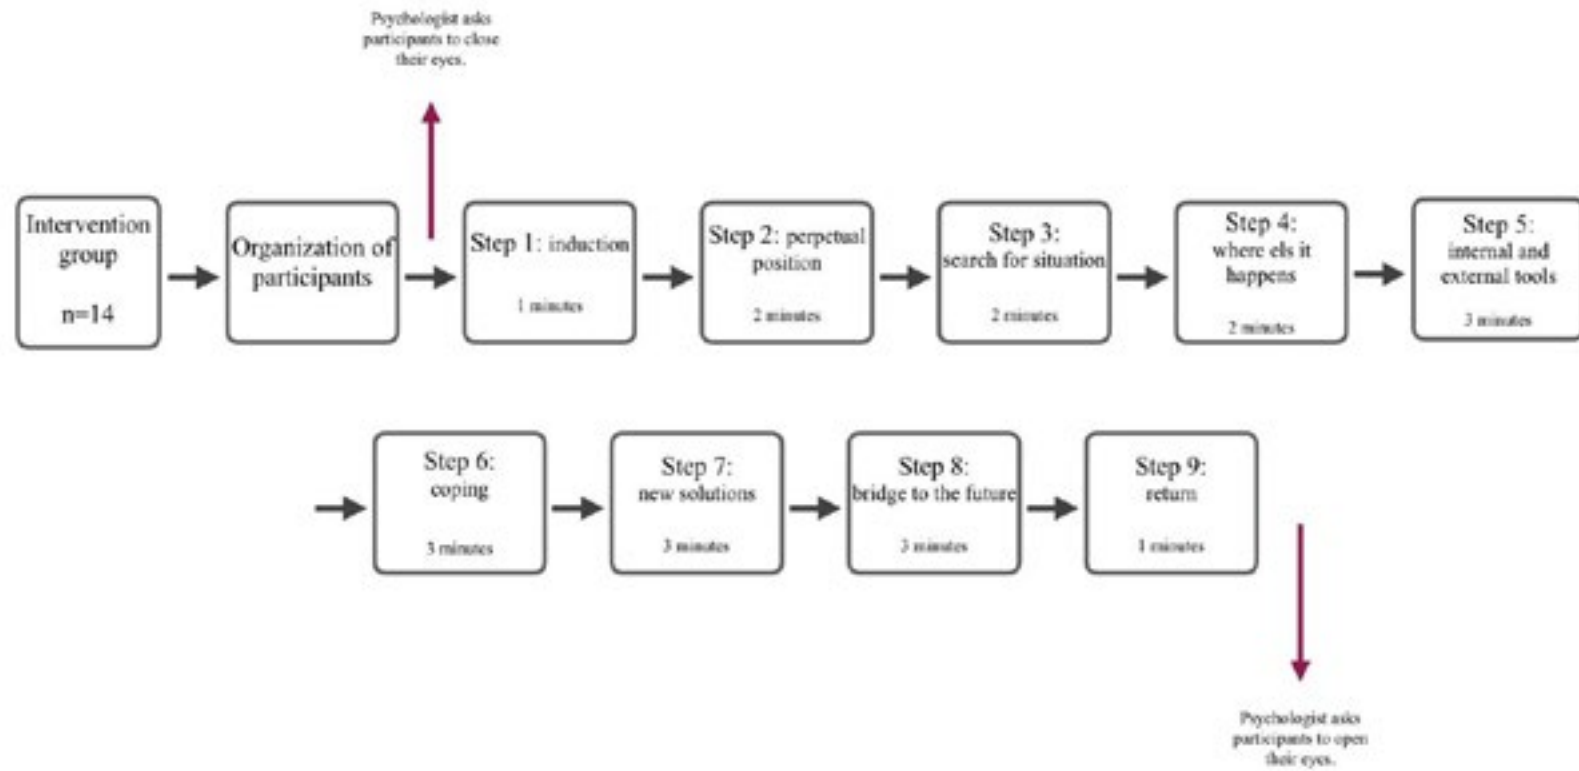 Psychologist asks
participants to close
their eyes.
Intervention
group
n=14
Organization of
participants
Step 1: induction
1 minutes
Step 2: perpetual
position
2 minutes
Step 3:
search for situation
2 minutes
Step 4:
where els it
happens
2 minutes
Step 5:
internal and
external tools
3 minutes
Step 6:
coping
3 minutes
Step 7:
new solutions
3 minutes
Step 8:
bridge to the future
3 minutes
Step 9:
return
1 minutes
Psychologist asks
participants to open
their eyes.